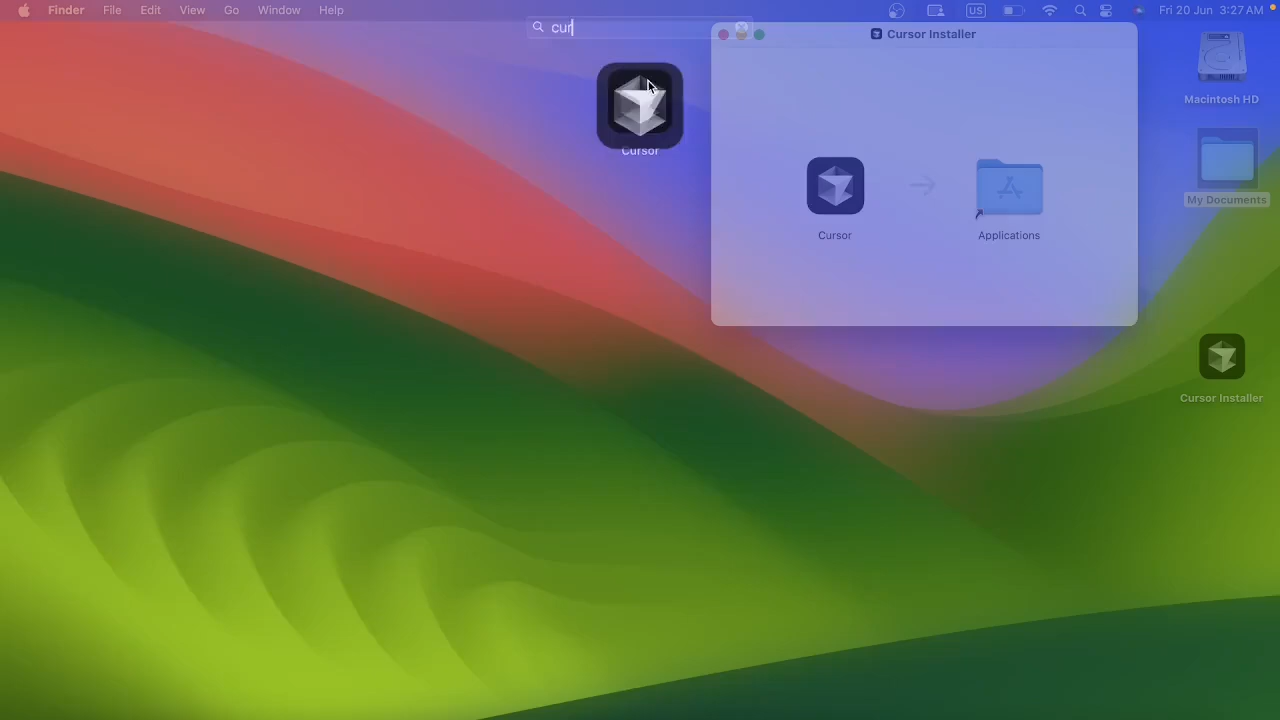 Finder File Edit View Go Window Help US Fri 20 Jun 3:27 AM
cur
Cursor Installer
Macintosh HD
Cursor
My Documents
Cursor Applications
Cursor Installer